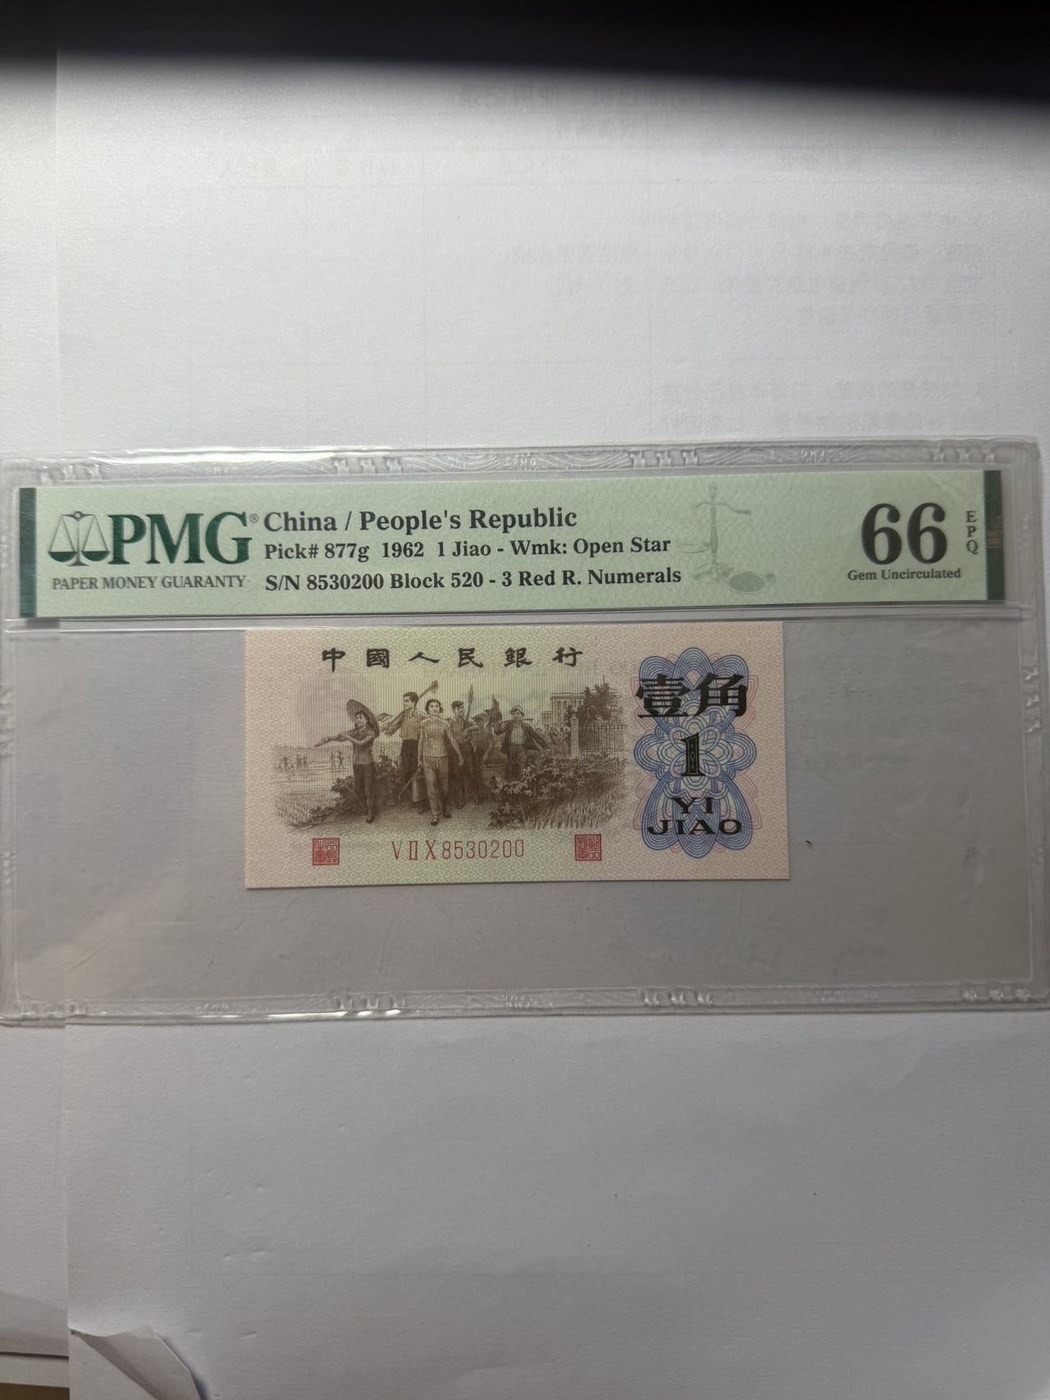 PMG®
PAPER MONEY GUARANTY
China / People's Republic
Pick# 877g 1962 1 Jiao - Wmk: Open Star
S/N 8530200 Block 520 - 3 Red R. Numerals
66
EPQ
Gem Uncirculated
中國人民銀行
壹角
1
YI
JIAO
VⅡX8530200